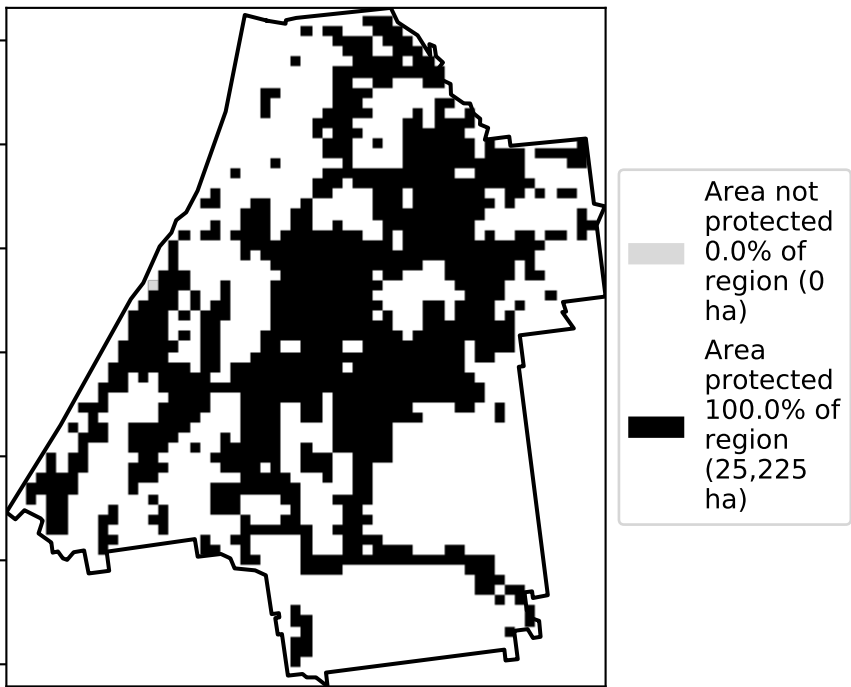 Area not
protected
0.0% of
region (0
ha)
Area
protected
100.0% of
region
(25,225
ha)